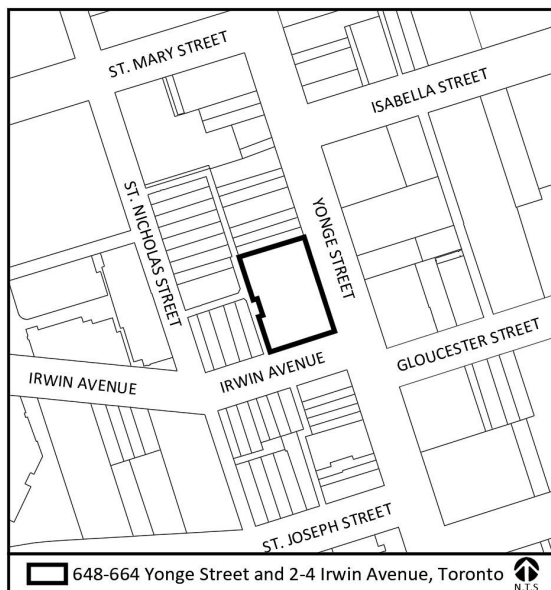 ST. MARY STREET
ISABELLA STREET
ST. NICHOLAS STREET
YONGE STREET
GLOUCESTER STREET
IRWIN AVENUE
IRWIN AVENUE
ST. JOSEPH STREET
648-664 Yonge Street and 2-4 Irwin Avenue, Toronto
N.T.S